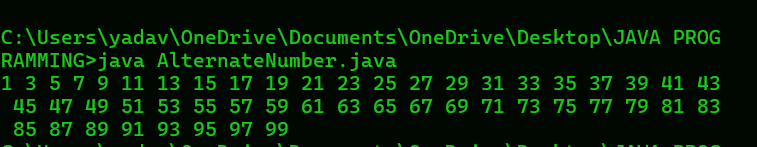 C:\Users\yadav\OneDrive\Documents\OneDrive\Desktop\JAVA PROG
RAMMING>java AlternateNumber.java
1 3 5 7 9 11 13 15 17 19 21 23 25 27 29 31 33 35 37 39 41 43
 45 47 49 51 53 55 57 59 61 63 65 67 69 71 73 75 77 79 81 83
 85 87 89 91 93 95 97 99